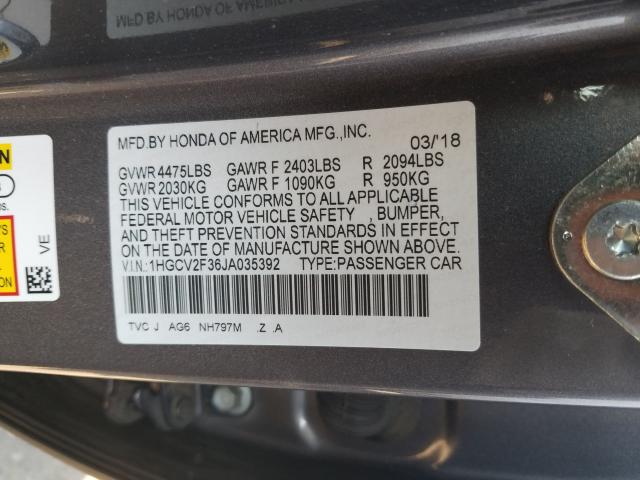 MFD.BY HONDA OF AMERICA MFG.,INC. 03/'18
GVWR 4475LBS GAWR F 2403LBS R 2094LBS
GVWR 2030KG GAWR F 1090KG R 950KG
THIS VEHICLE CONFORMS TO ALL APPLICABLE
FEDERAL MOTOR VEHICLE SAFETY , BUMPER,
AND THEFT PREVENTION STANDARDS IN EFFECT
ON THE DATE OF MANUFACTURE SHOWN ABOVE.
V.I.N.:1HGCV2F36JA035392 TYPE:PASSENGER CAR
TVC J AG6 NH797M .Z .A
VE